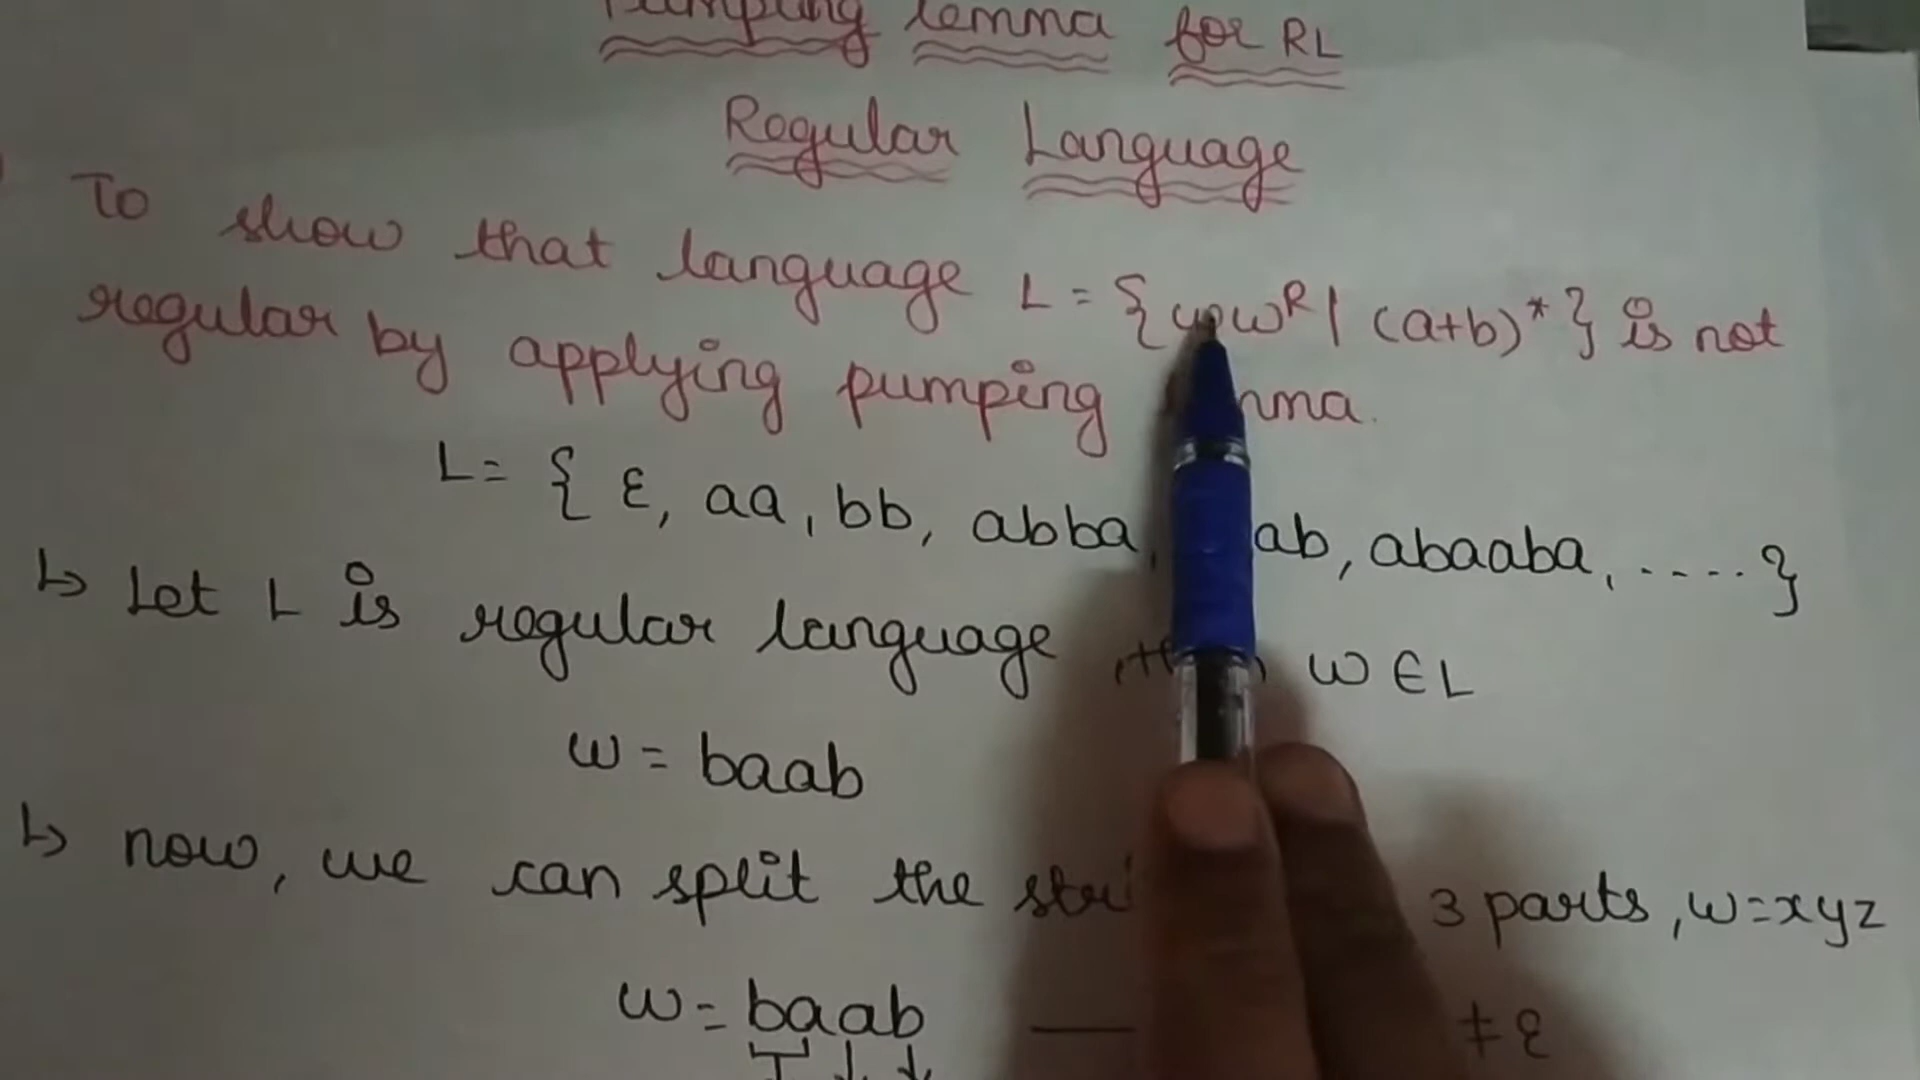 Pumping Lemma for RL
Regular Language
To show that language L = {ww^R | (a+b)*} is not
regular by applying pumping
L = { ε, aa, bb, abba, ab, abaaba, ....}
↳ Let L is regular language, w ∈ L
w = baab
↳ now, we can split the 3 parts, w=xyz
w = baab — ≠ ε